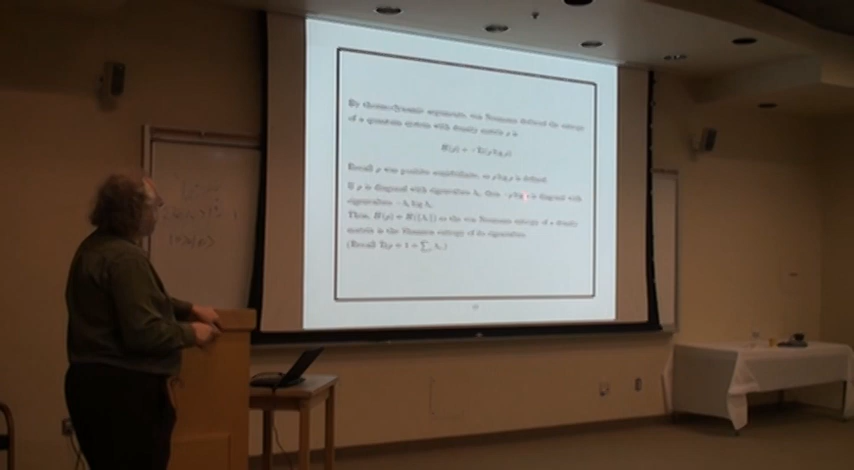 By thermodynamic arguments, von Neumann deduced the entropy
of a quantum system with density matrix ρ is
H(ρ) = − Tr(ρ log ρ)
Recall ρ was positive semidefinite, so ρ log ρ is defined.
If ρ is diagonal with eigenvalues λᵢ, then −ρ log ρ is diagonal with
eigenvalues −λᵢ log λᵢ.
Thus, H(ρ) = H({λᵢ}) so the von Neumann entropy of a density
matrix is the Shannon entropy of its eigenvalues.
(Recall Tr ρ = 1 = ∑ᵢ λᵢ.)